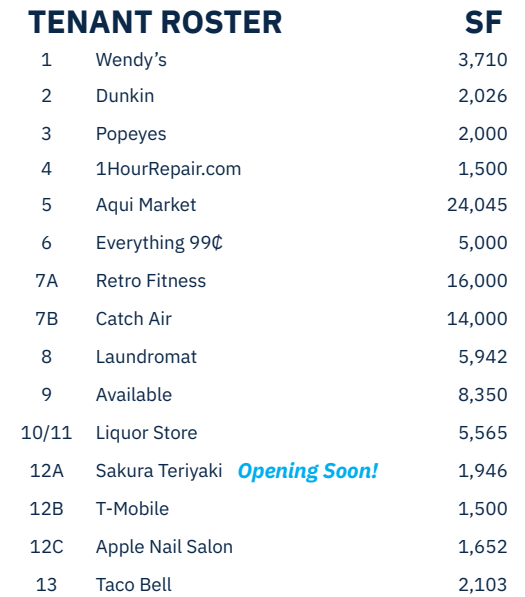 TENANT ROSTER SF
1 Wendy’s 3,710
2 Dunkin 2,026
3 Popeyes 2,000
4 1HourRepair.com 1,500
5 Aqui Market 24,045
6 Everything 99₵ 5,000
7A Retro Fitness 16,000
7B Catch Air 14,000
8 Laundromat 5,942
9 Available 8,350
10/11 Liquor Store 5,565
12A Sakura Teriyaki Opening Soon! 1,946
12B T-Mobile 1,500
12C Apple Nail Salon 1,652
13 Taco Bell 2,103